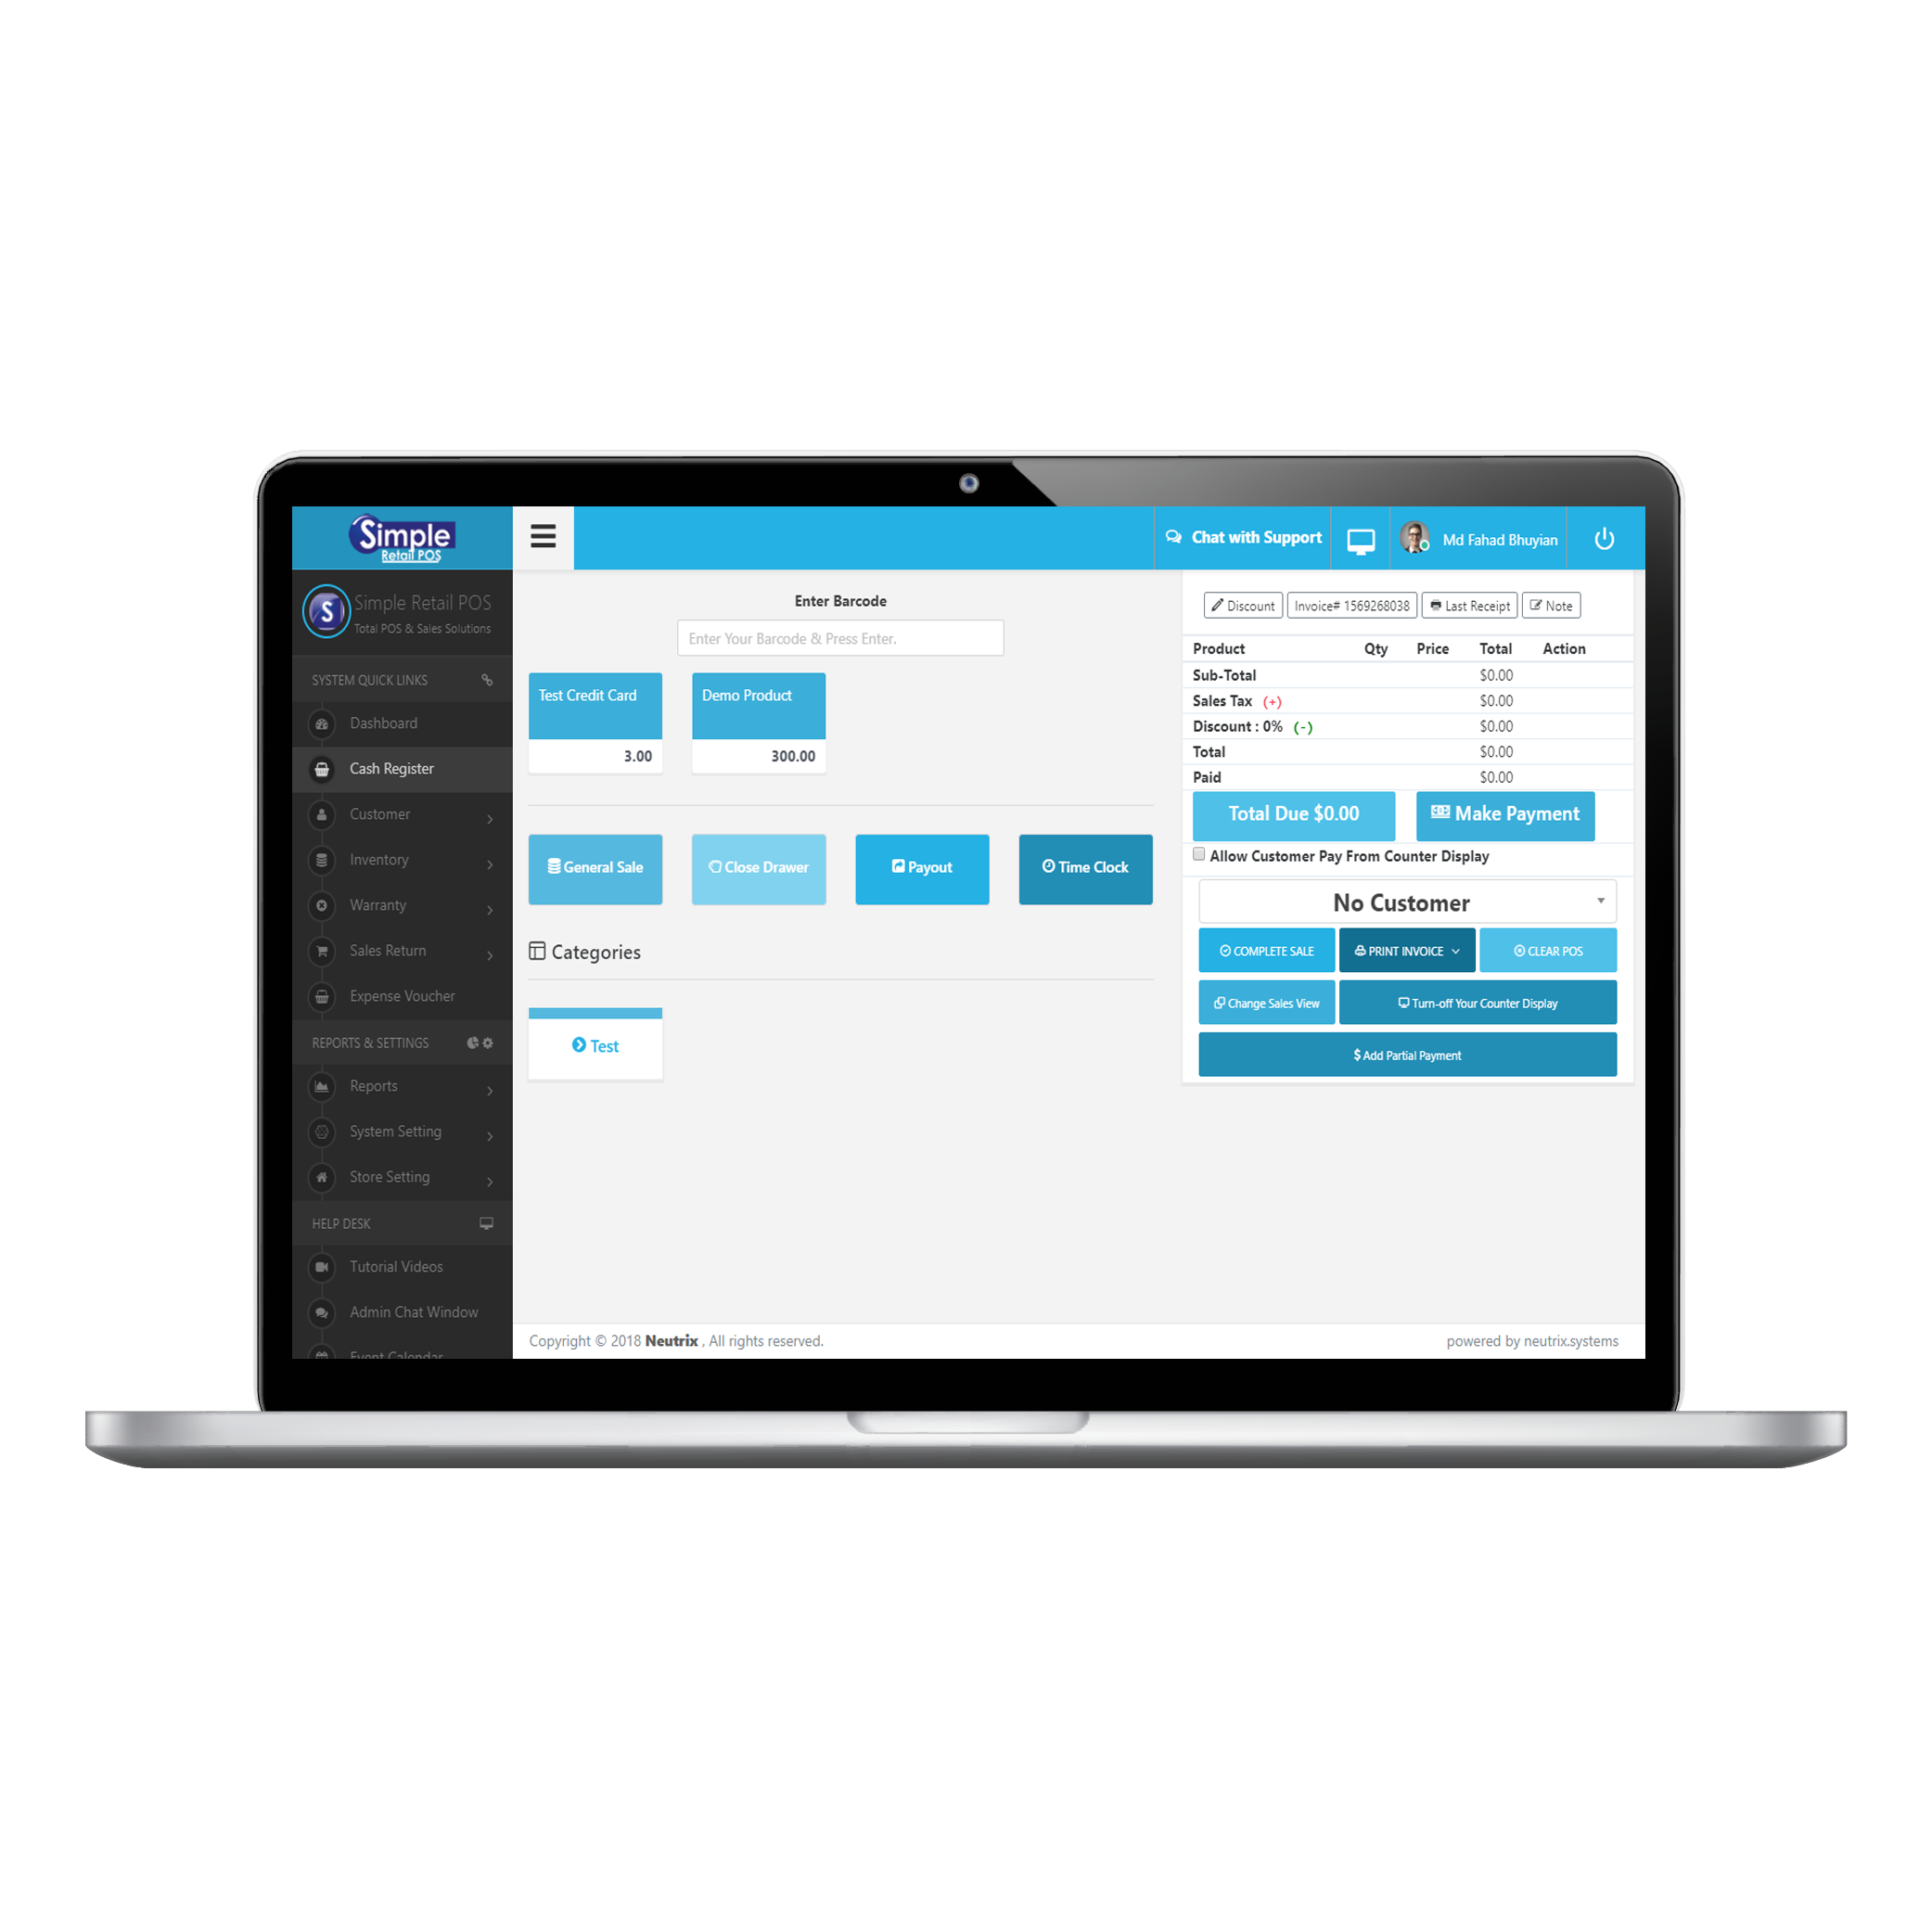 Simple
Retail POS
Chat with Support
Md Fahad Bhuyian
S
Simple Retail POS
Total POS & Sales Solutions
SYSTEM QUICK LINKS
Dashboard
Cash Register
Customer
Inventory
Warranty
Sales Return
Expense Voucher
REPORTS & SETTINGS
Reports
System Setting
Store Setting
HELP DESK
Tutorial Videos
Admin Chat Window
Event Calendar
Enter Barcode
Enter Your Barcode & Press Enter.
Test Credit Card
3.00
Demo Product
300.00
General Sale
Close Drawer
Payout
Time Clock
Categories
Test
Discount
Invoice# 1569268038
Last Receipt
Note
Product Qty Price Total Action
Sub-Total $0.00
Sales Tax (+) $0.00
Discount : 0% (-) $0.00
Total $0.00
Paid $0.00
Total Due $0.00
Make Payment
Allow Customer Pay From Counter Display
No Customer
COMPLETE SALE
PRINT INVOICE
CLEAR POS
Change Sales View
Turn-off Your Counter Display
$ Add Partial Payment
Copyright © 2018 Neutrix , All rights reserved.
powered by neutrix.systems